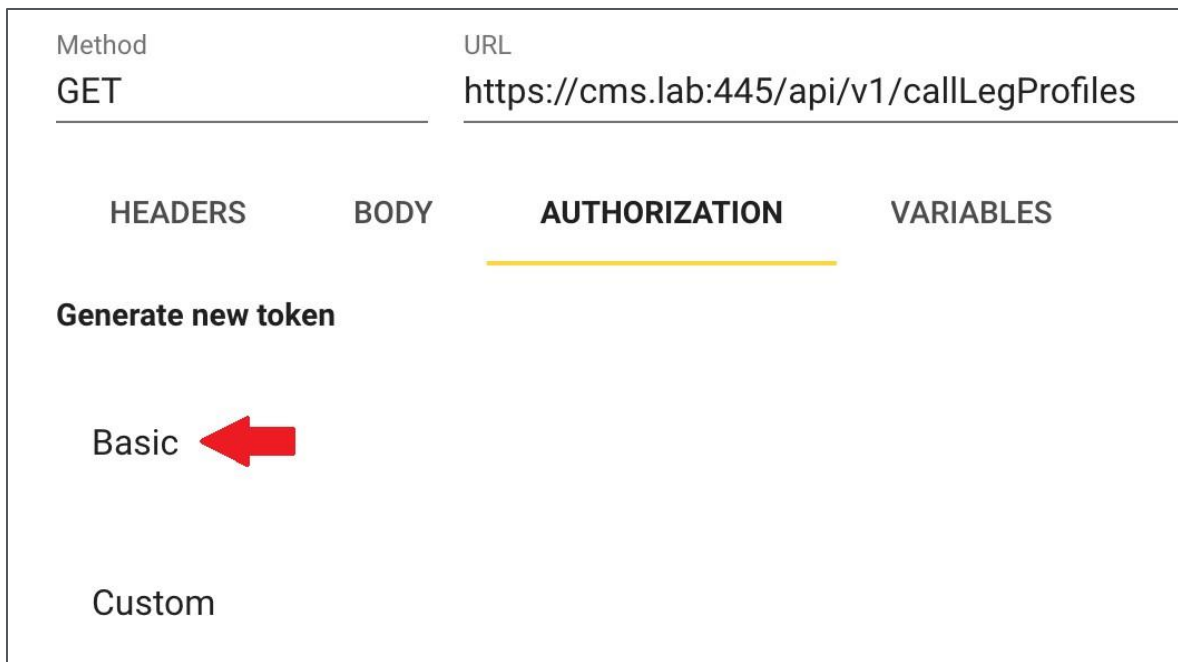 Method URL
GET https://cms.lab:445/api/v1/callLegProfiles
HEADERS BODY AUTHORIZATION VARIABLES
Generate new token
Basic
Custom